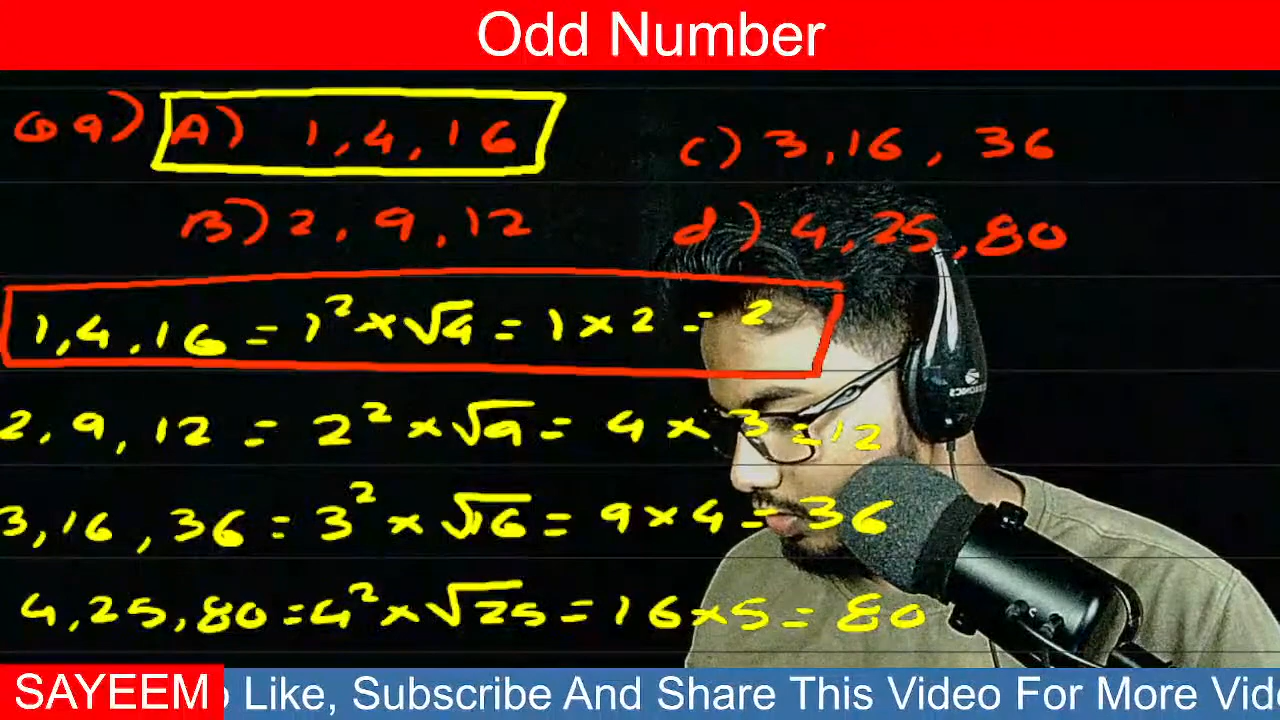 Odd Number
Q9) A) 1,4,16 C) 3,16,36
B) 2,9,12 d) 4,25,80
1,4,16 = 1² × √4 = 1 × 2 = 2
2,9,12 = 2² × √9 = 4 × 3 = 12
3,16,36 = 3² × √16 = 9 × 4 = 36
4,25,80 = 4² × √25 = 16 × 5 = 80
SAYEEM o Like, Subscribe And Share This Video For More Vid